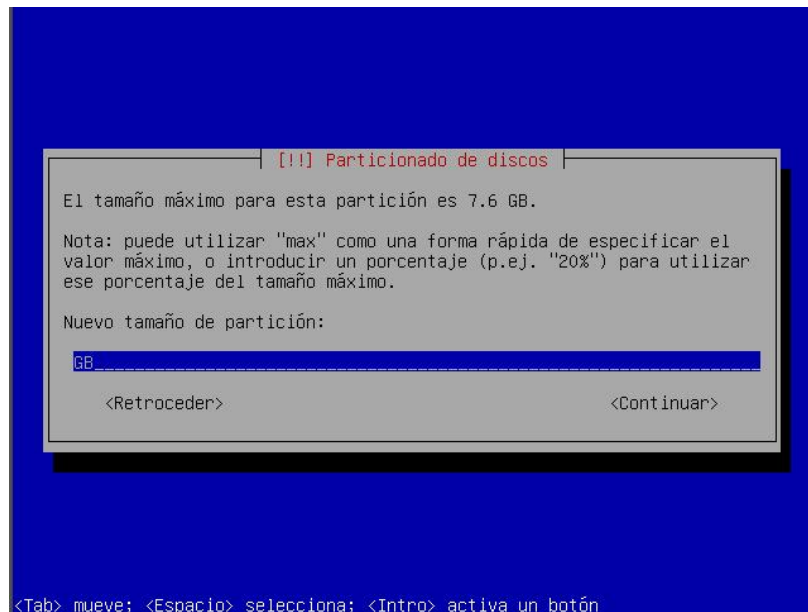 [!!] Particionado de discos
El tamaño máximo para esta partición es 7.6 GB.
Nota: puede utilizar "max" como una forma rápida de especificar el
valor máximo, o introducir un porcentaje (p.ej. "20%") para utilizar
ese porcentaje del tamaño máximo.
Nuevo tamaño de partición:
GB
<Retroceder> <Continuar>
<Tab> mueve; <Espacio> selecciona; <Intro> activa un botón